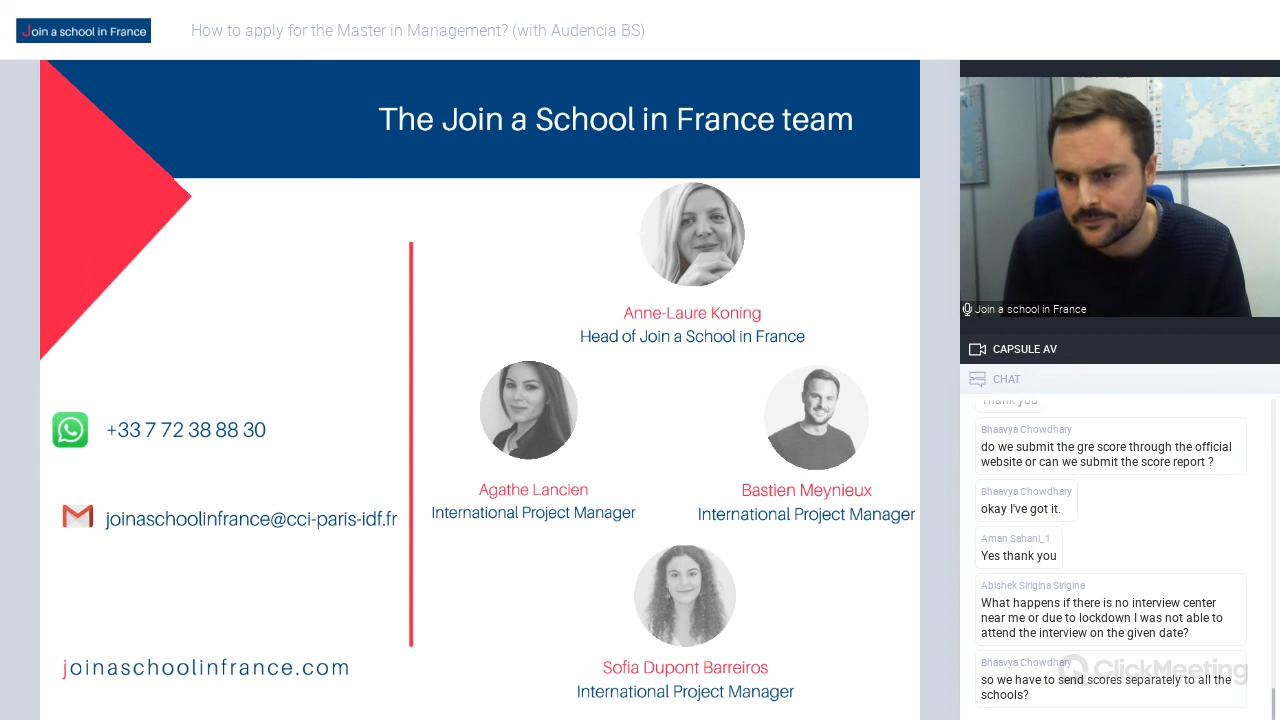 Join a school in France
How to apply for the Master in Management? (with Audencia BS)
The Join a School in France team
Anne-Laure Koning
Head of Join a School in France
Agathe Lancien
International Project Manager
Bastien Meynieux
International Project Manager
Sofia Dupont Barreiros
International Project Manager
+33 7 72 38 88 30
joinaschoolinfrance@cci-paris-idf.fr
joinaschoolinfrance.com
Join a school in France
CAPSULE AV
CHAT
Thank you
Bhaavya Chowdhary
do we submit the gre score through the official
website or can we submit the score report ?
Bhaavya Chowdhary
okay I've got it.
Aman Sahani_1
Yes thank you
Abishek Sirigina Sirigina
What happens if there is no interview center
near me or due to lockdown I was not able to
attend the interview on the given date?
Bhaavya Chowdhary
so we have to send scores separately to all the
schools?
ClickMeeting